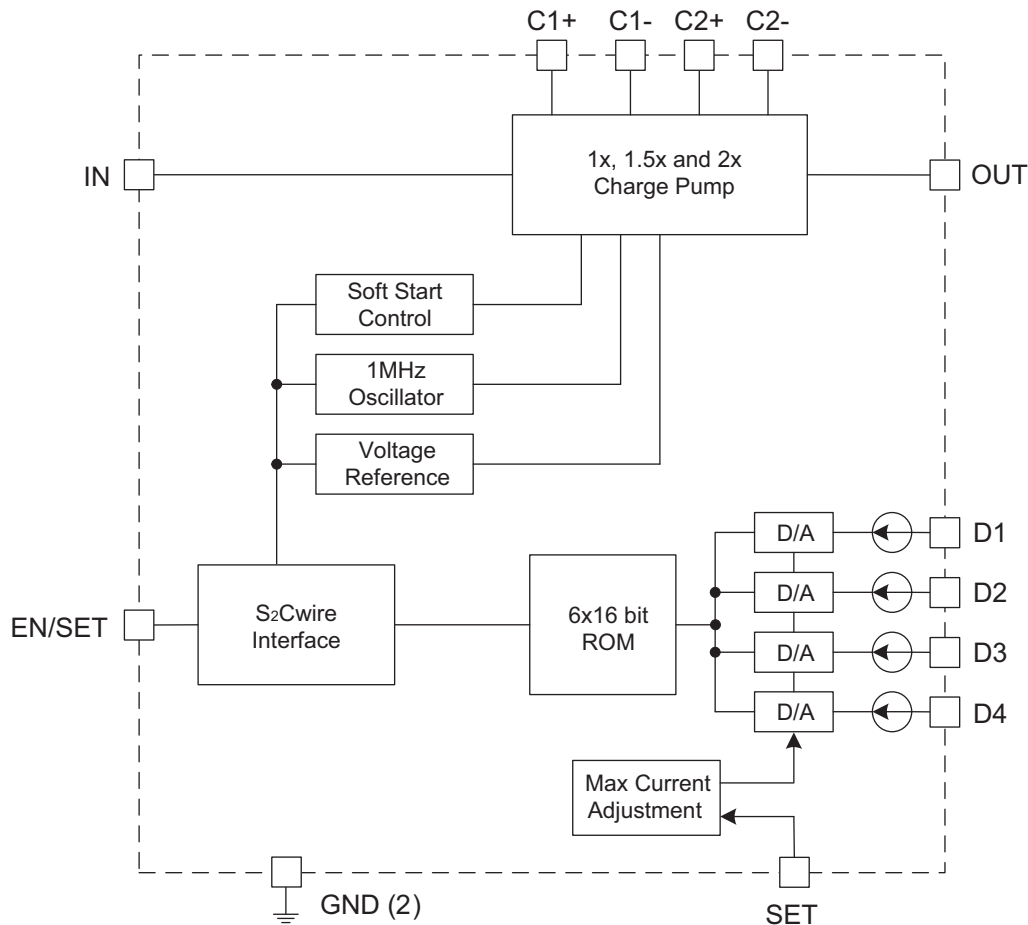 C1+ C1- C2+ C2-
IN
1x, 1.5x and 2x
Charge Pump
OUT
Soft Start
Control
1MHz
Oscillator
Voltage
Reference
D/A
D1
D/A
D2
D/A
D3
D/A
D4
EN/SET
S2Cwire
Interface
6x16 bit
ROM
Max Current
Adjustment
GND (2)
SET